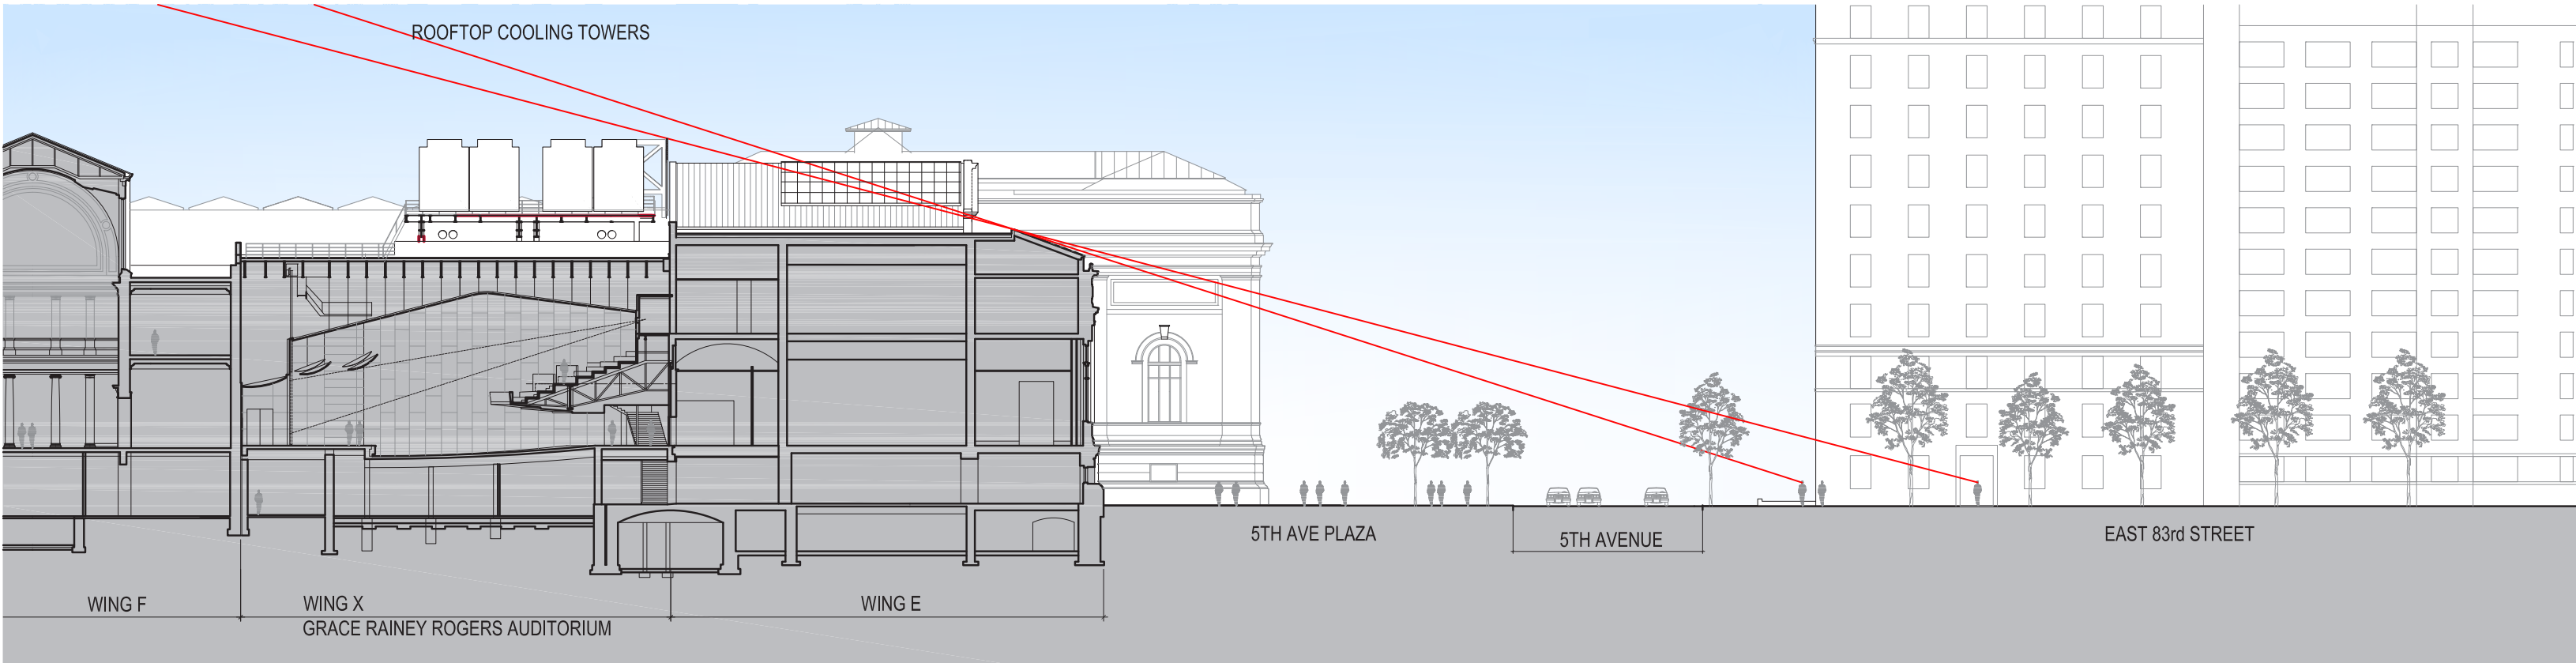 ROOFTOP COOLING TOWERS
5TH AVE PLAZA
5TH AVENUE
EAST 83rd STREET
WING F
WING X
GRACE RAINEY ROGERS AUDITORIUM
WING E